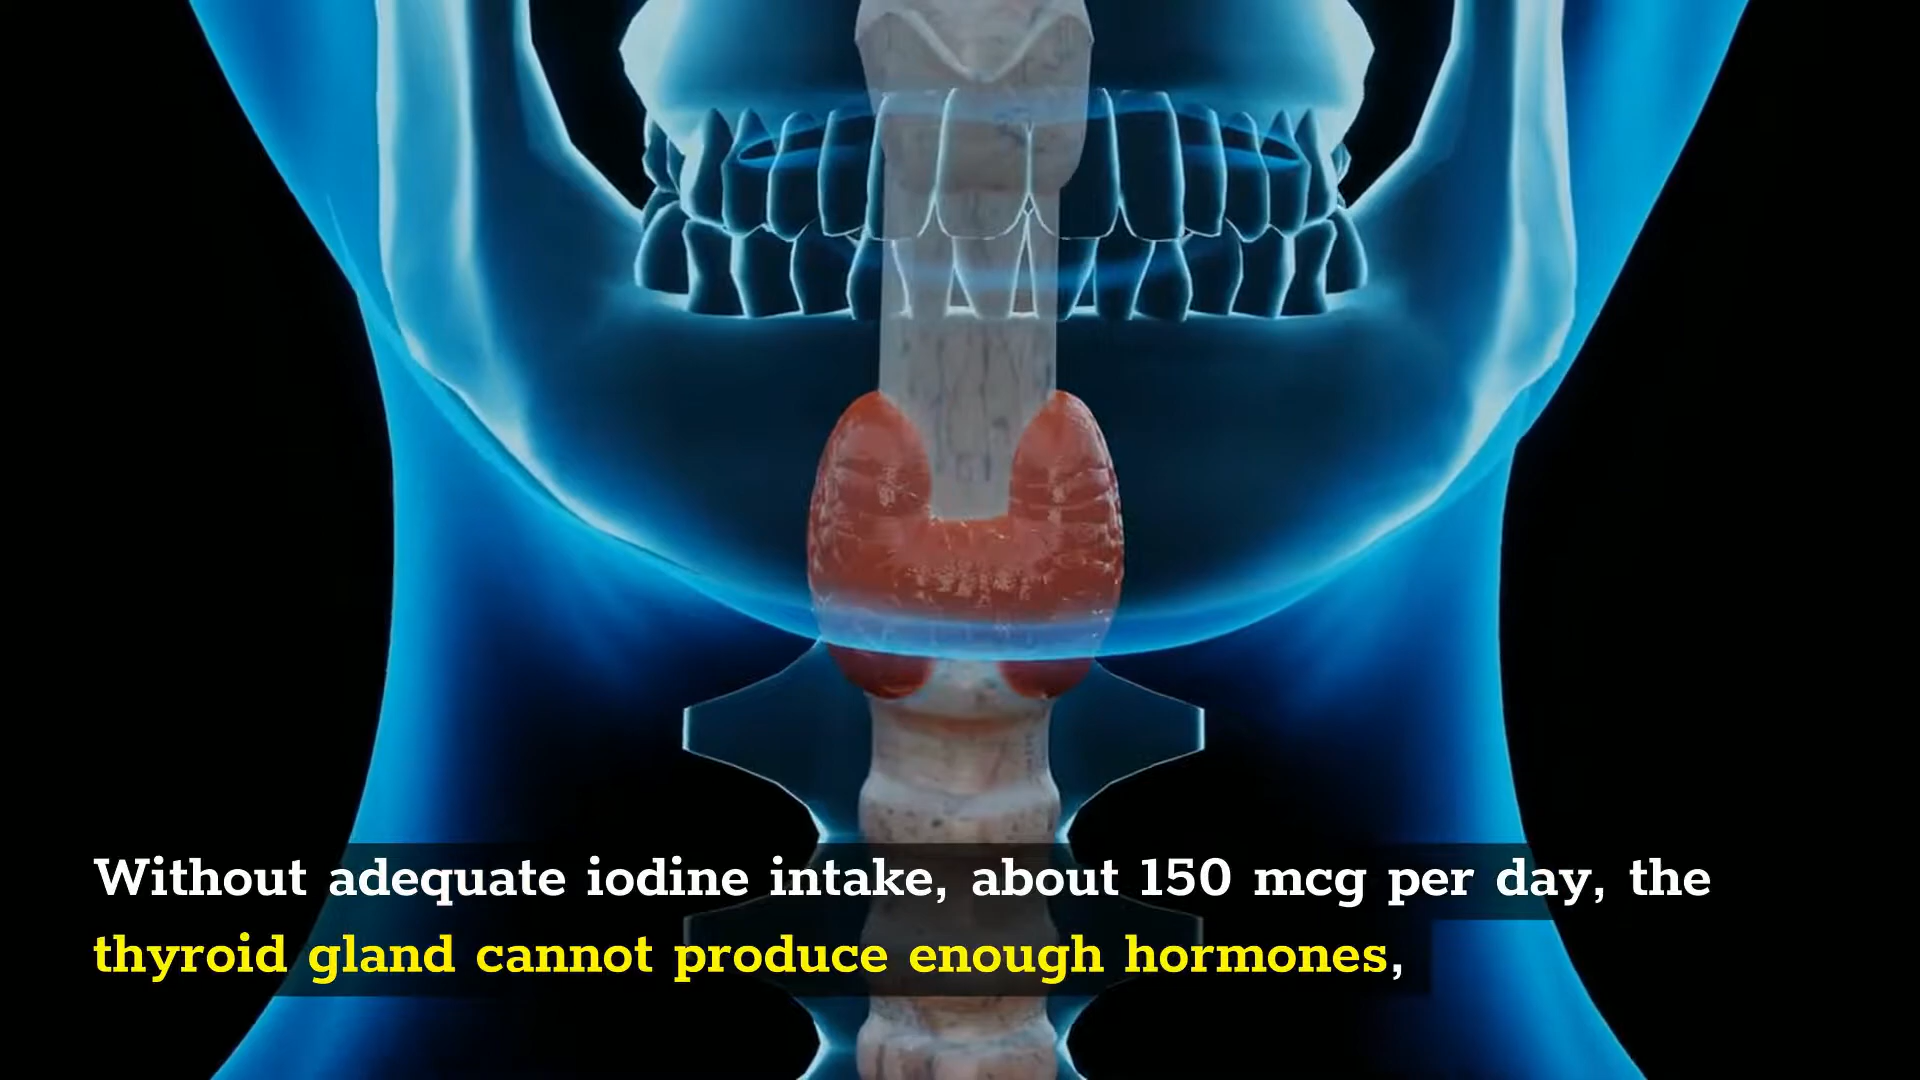 Without adequate iodine intake, about 150 mcg per day, the
thyroid gland cannot produce enough hormones,